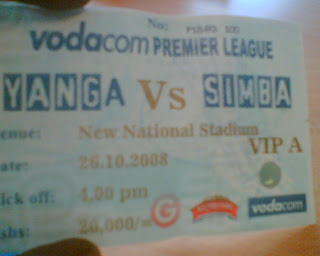 No:
vodacom PREMIER LEAGUE
YANGA Vs SIMBA
enue: New National Stadium
VIP A
ate: 26.10.2008
ick off: 4.00 pm
shs: 20,000/=
vodacom